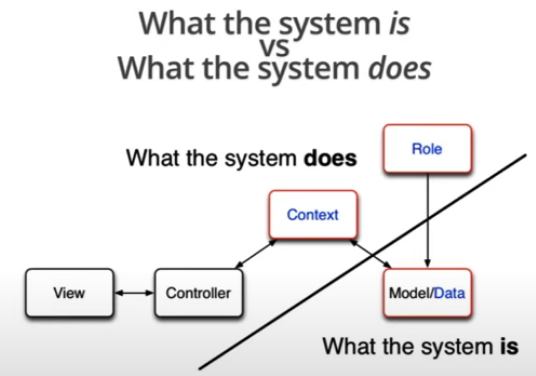 What the system is
vs
What the system does
Role
What the system does
Context
View
Controller
Model/Data
What the system is